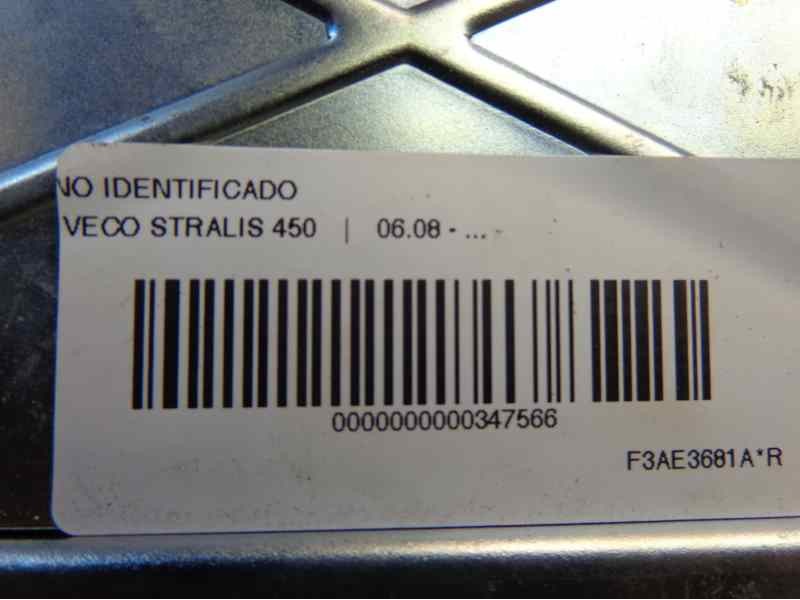 NO IDENTIFICADO
VECO STRALIS 450 | 06.08 - ...
0000000000347566
F3AE3681A*R